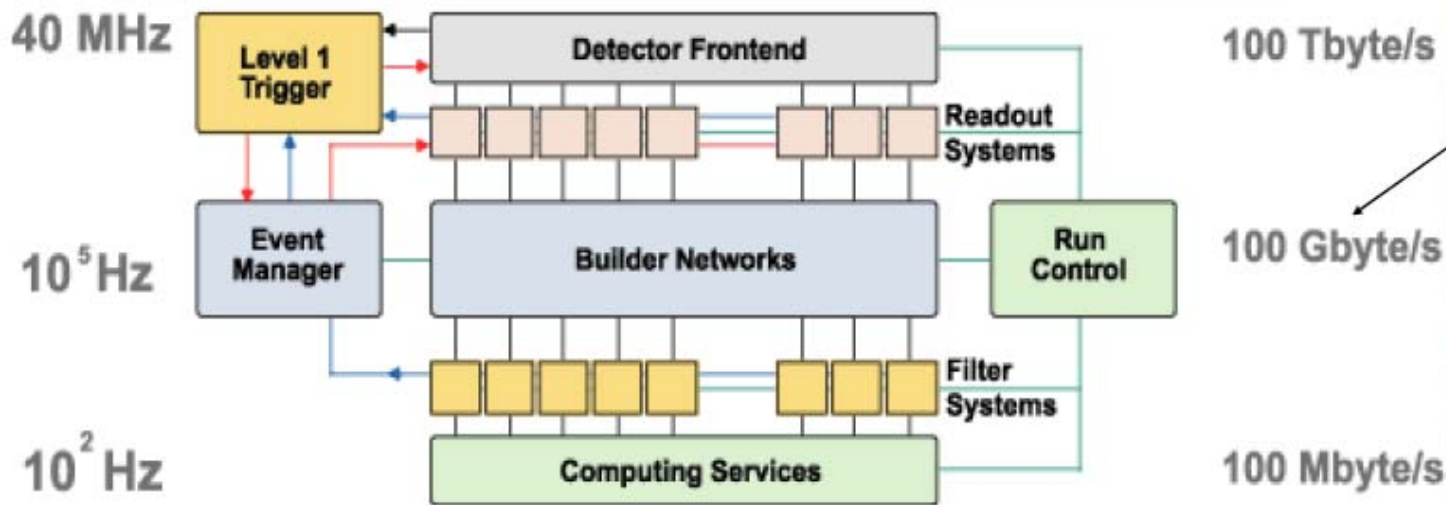 40 MHz
Level 1
Trigger
Detector Frontend
100 Tbyte/s
Readout
Systems
10⁵ Hz
Event
Manager
Builder Networks
Run
Control
100 Gbyte/s
Filter
Systems
10² Hz
Computing Services
100 Mbyte/s